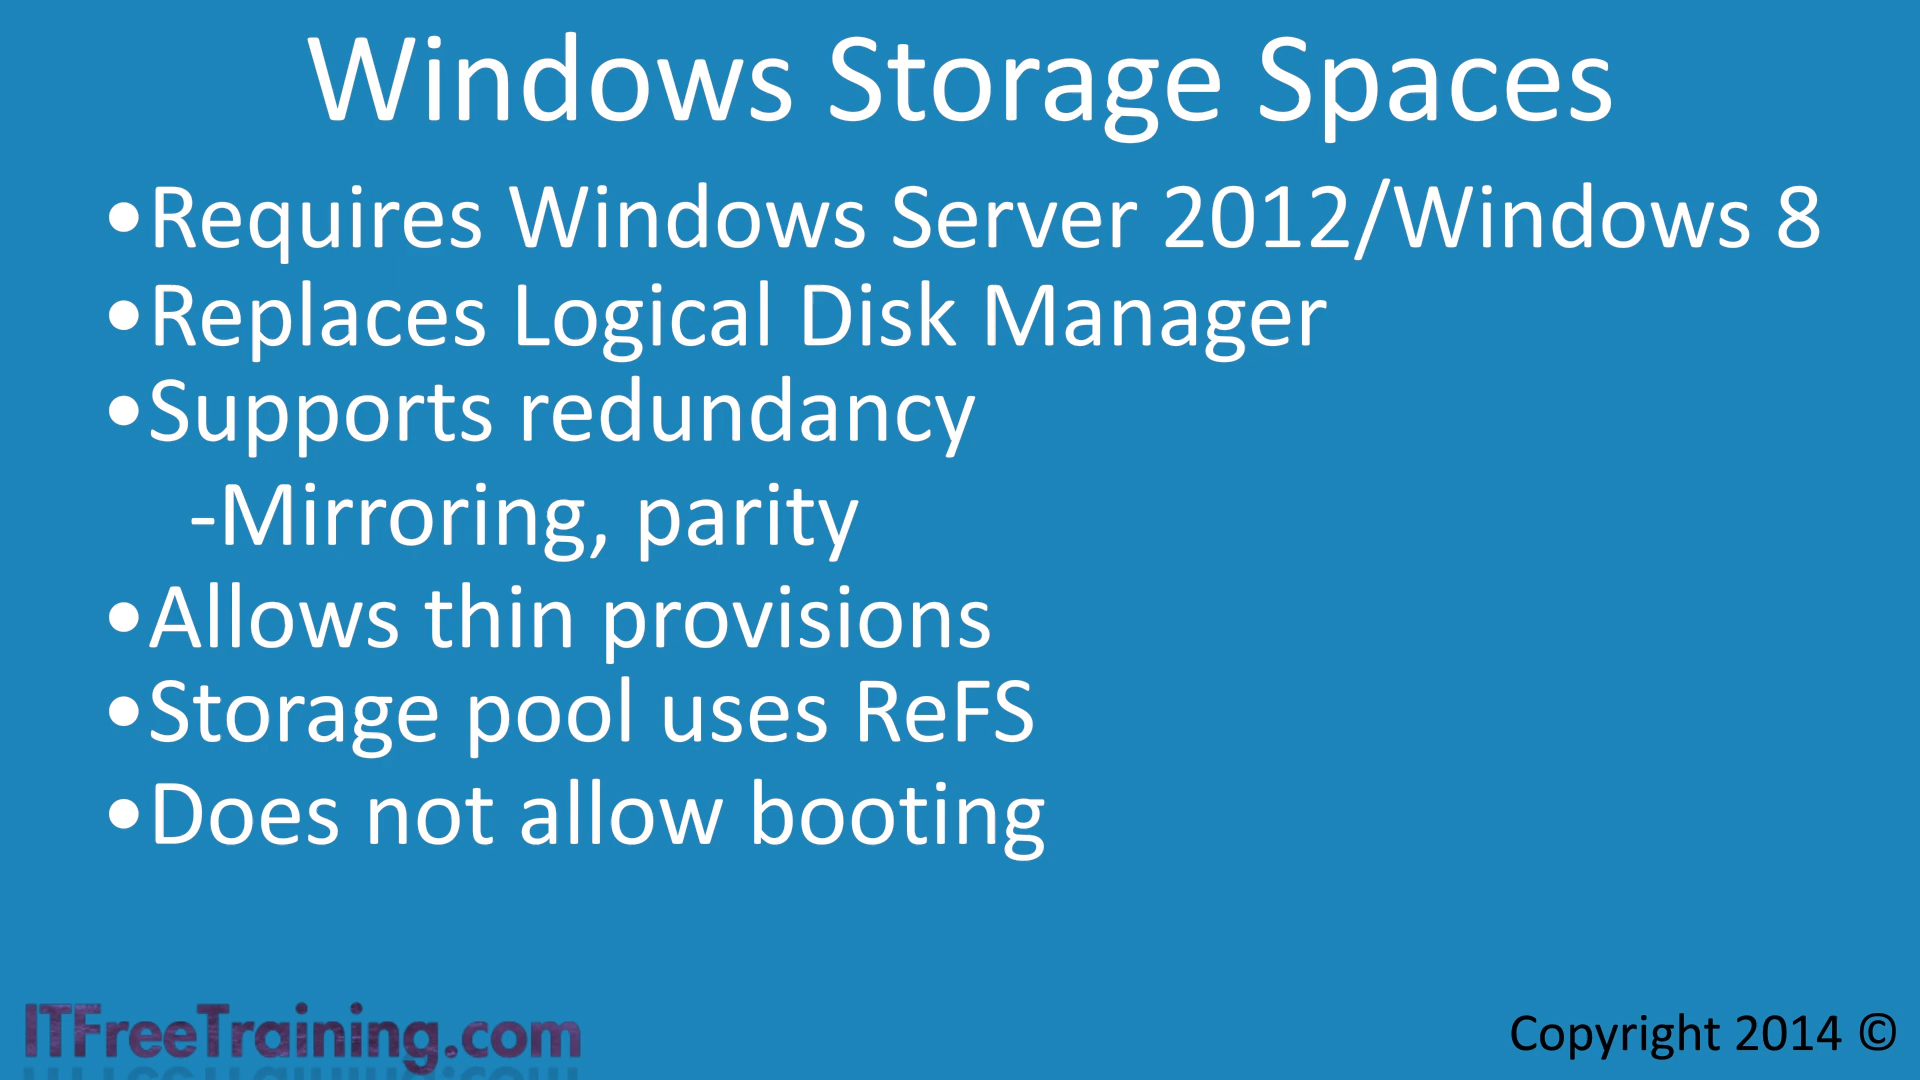 Windows Storage Spaces
•Requires Windows Server 2012/Windows 8
•Replaces Logical Disk Manager
•Supports redundancy
-Mirroring, parity
•Allows thin provisions
•Storage pool uses ReFS
•Does not allow booting
ITFreeTraining.com
Copyright 2014 ©